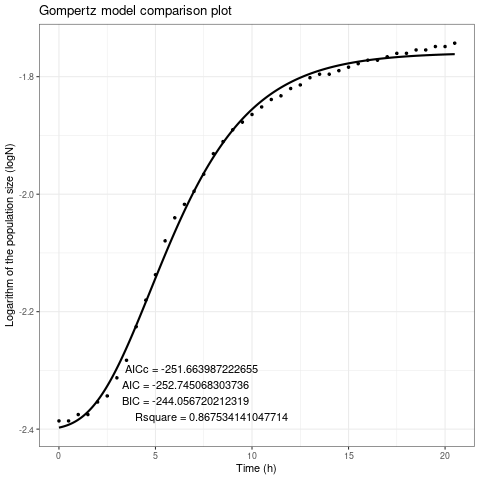 Gompertz model comparison plot
Logarithm of the population size (logN)
-1.8
-2.0
-2.2
-2.4
AICc = -251.663987222655
AIC = -252.745068303736
BIC = -244.056720212319
Rsquare = 0.867534141047714
0 5 10 15 20
Time (h)